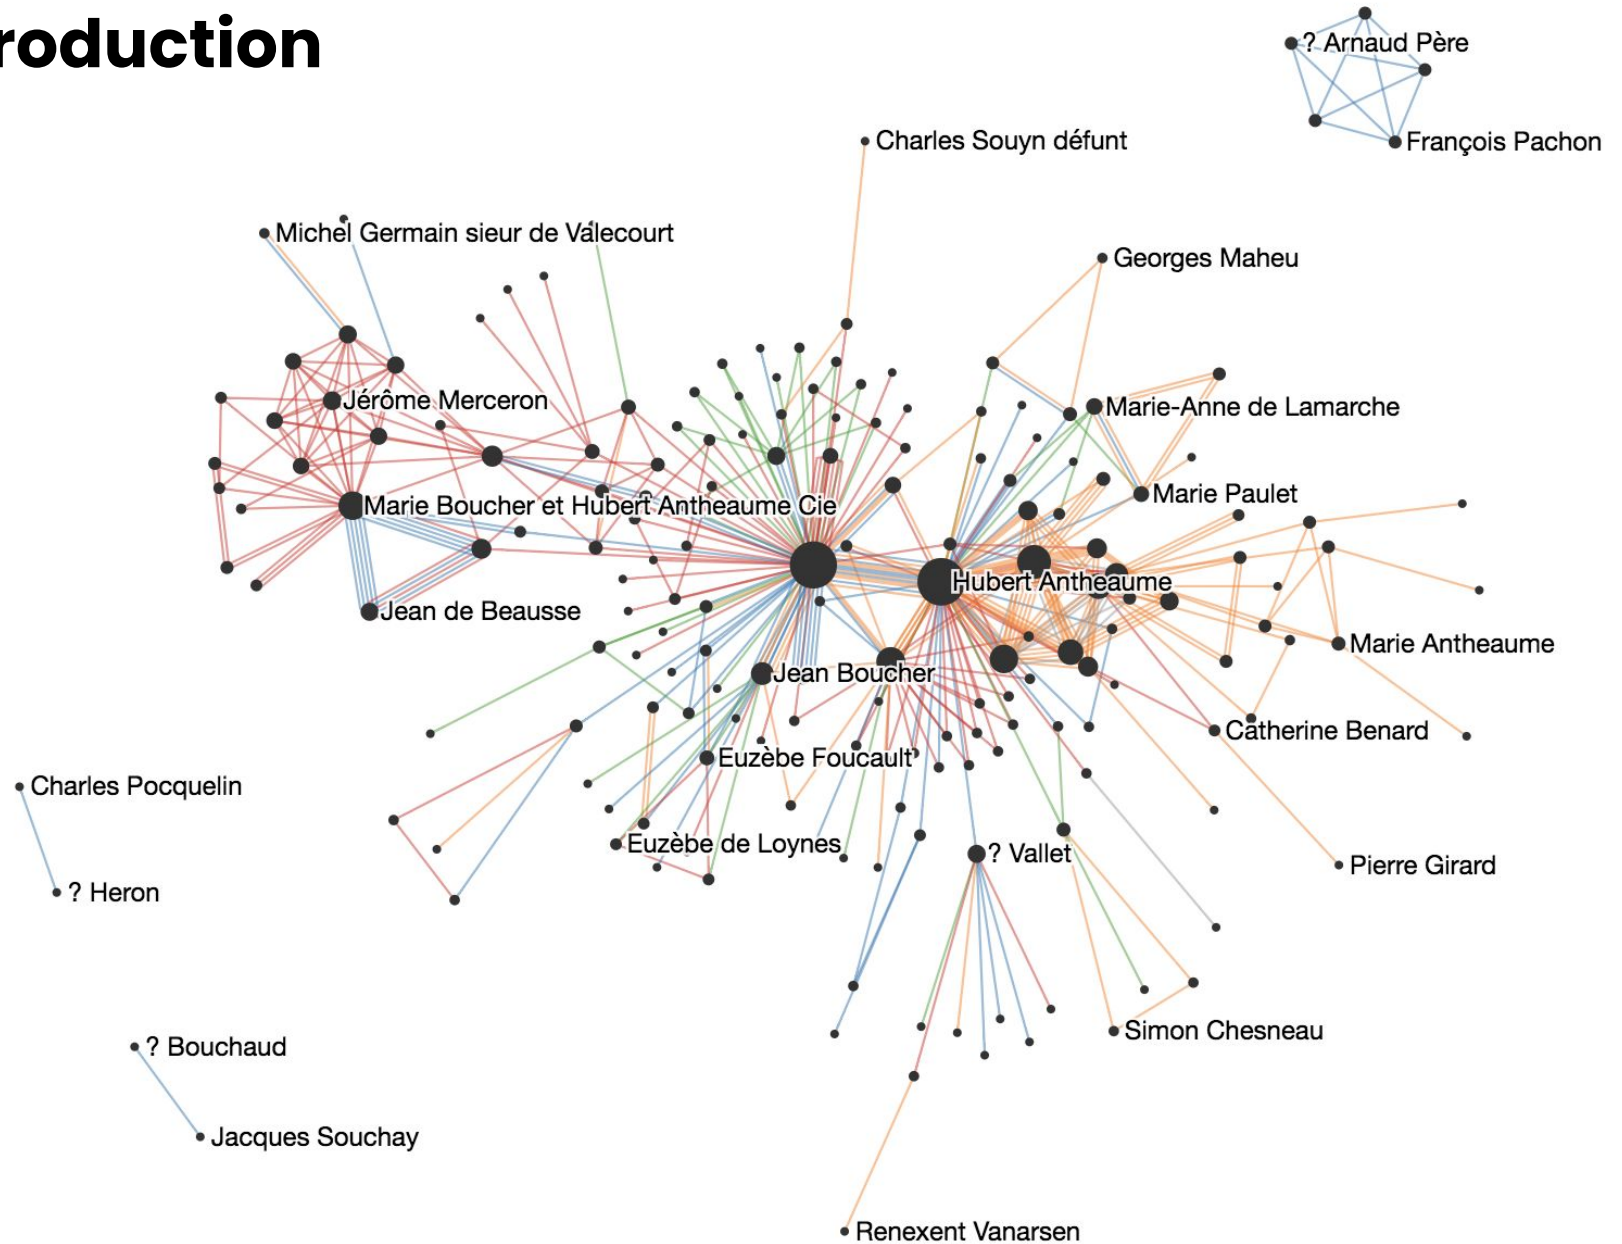 roduction
? Arnaud Père
François Pachon
Charles Souyn défunt
Michel Germain sieur de Valecourt
Georges Maheu
Jérôme Merceron
Marie-Anne de Lamarche
Marie Boucher et Hubert Antheaume Cie
Marie Paulet
Hubert Antheaume
Jean de Beausse
Marie Antheaume
Jean Boucher
Catherine Benard
Euzèbe Foucault
Charles Pocquelin
Euzèbe de Loynes
? Vallet
Pierre Girard
? Heron
Simon Chesneau
? Bouchaud
Jacques Souchay
Renexent Vanarsen